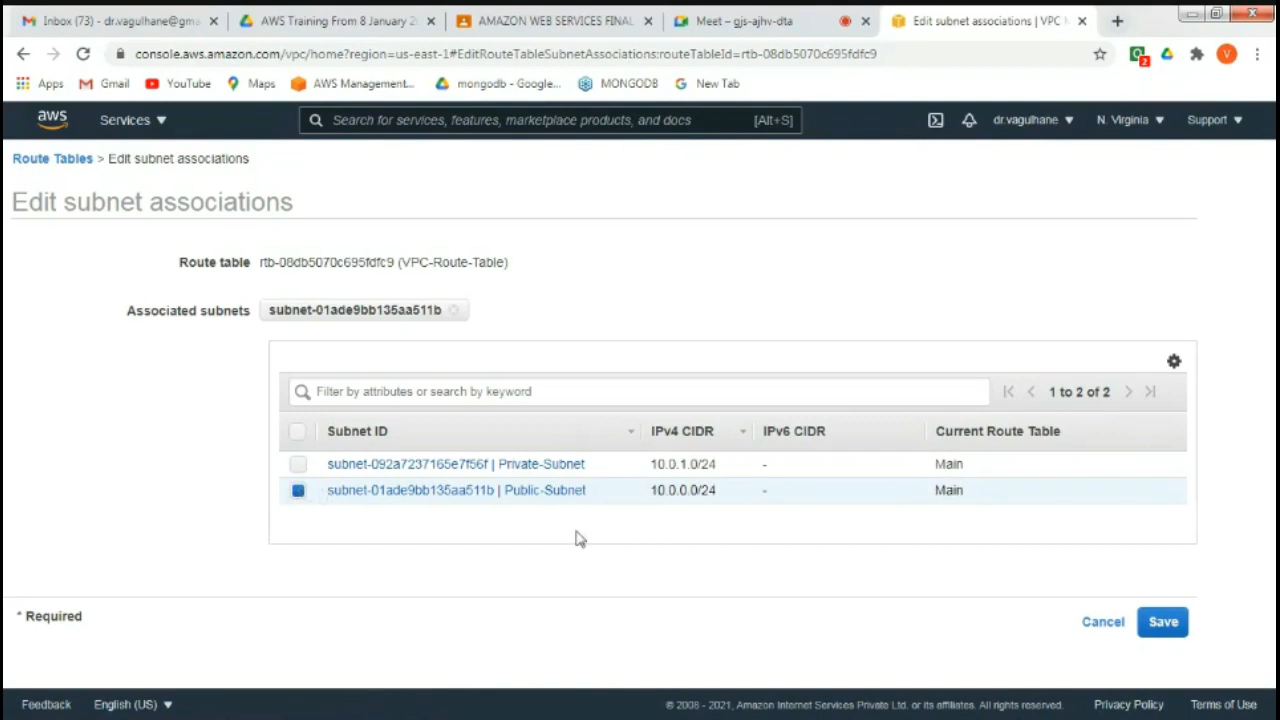 Inbox (73) - dr.vagulhane@gma
AWS Training From 8 January 2
AMAZON WEB SERVICES FINAL
Meet – gjs-ajhv-dta
Edit subnet associations | VPC M
console.aws.amazon.com/vpc/home?region=us-east-1#EditRouteTableSubnetAssociations:routeTableId=rtb-08db5070c695fdfc9
2
V
Apps
Gmail
YouTube
Maps
AWS Management...
mongodb - Google...
MONGODB
New Tab
aws
Services
Search for services, features, marketplace products, and docs
[Alt+S]
dr.vagulhane
N. Virginia
Support
Route Tables > Edit subnet associations
Edit subnet associations
Route table rtb-08db5070c695fdfc9 (VPC-Route-Table)
Associated subnets subnet-01ade9bb135aa511b
Filter by attributes or search by keyword
1 to 2 of 2
Subnet ID IPv4 CIDR IPv6 CIDR Current Route Table
subnet-092a7237165e7f56f | Private-Subnet 10.0.1.0/24 - Main
subnet-01ade9bb135aa511b | Public-Subnet 10.0.0.0/24 - Main
* Required
Cancel
Save
Feedback
English (US)
© 2008 - 2021, Amazon Internet Services Private Ltd. or its affiliates. All rights reserved.
Privacy Policy
Terms of Use